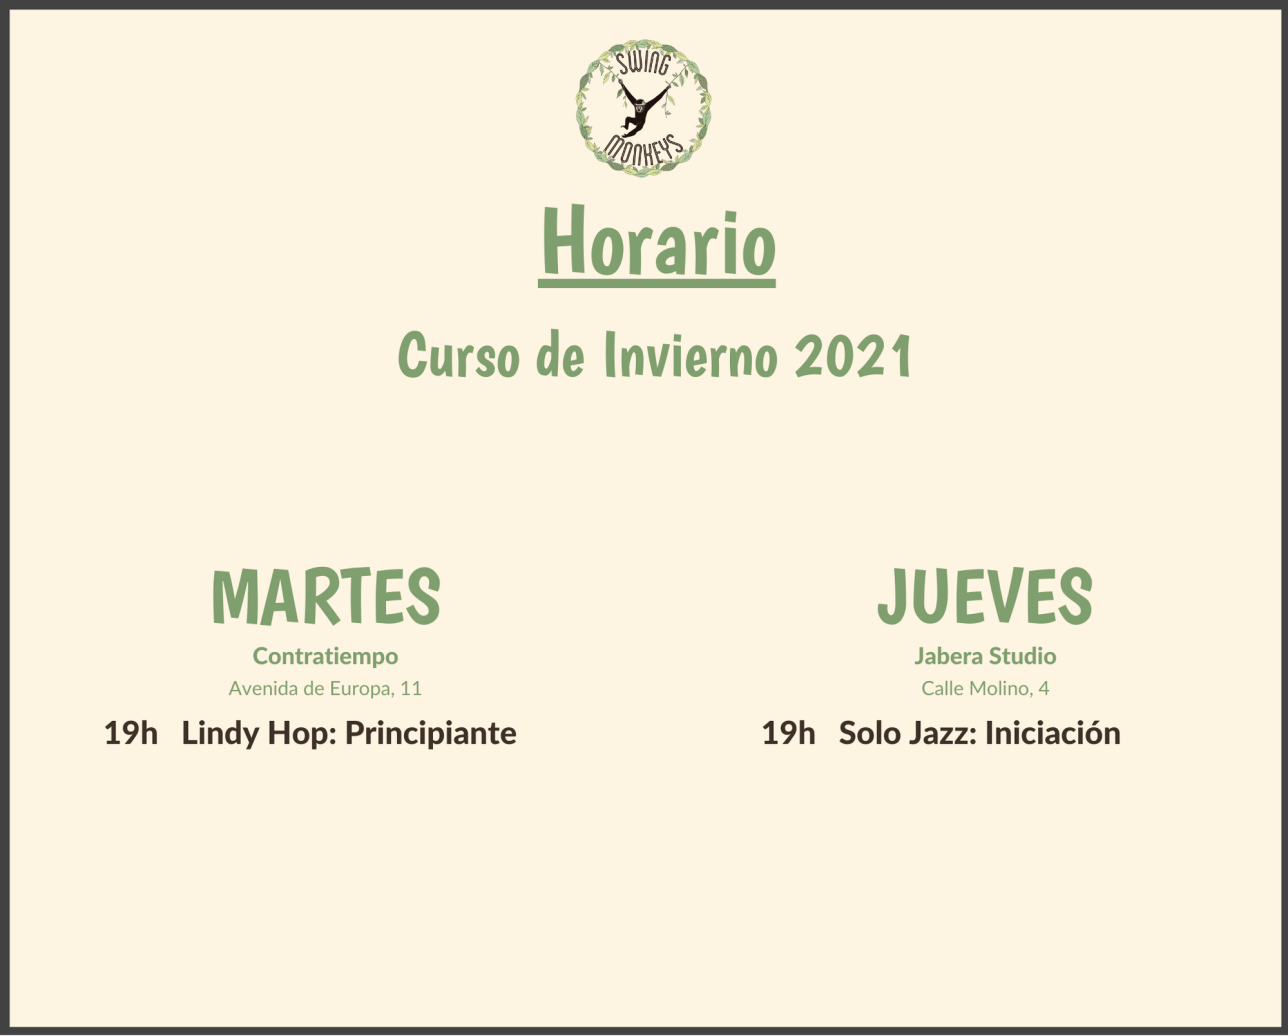 SWING
MONKEYS
Horario
Curso de Invierno 2021
MARTES
Contratiempo
Avenida de Europa, 11
19h Lindy Hop: Principiante
JUEVES
Jabera Studio
Calle Molino, 4
19h Solo Jazz: Iniciación